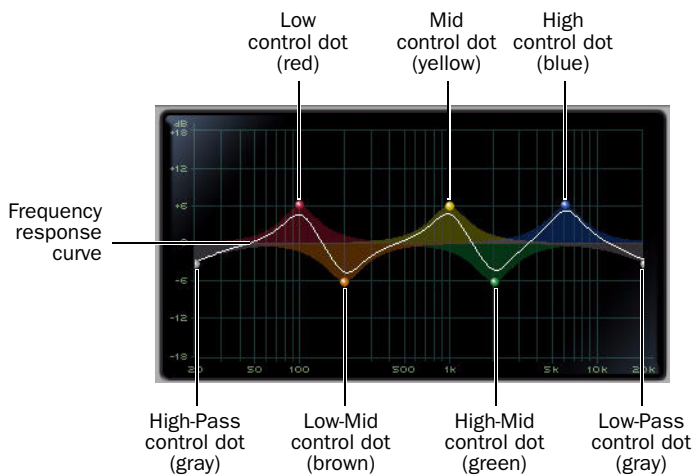 Low
control dot
(red)
Mid
control dot
(yellow)
High
control dot
(blue)
Frequency
response
curve
dB
+18
+12
+6
0
-6
-12
-18
20
50
100
500
1k
5k
10k
20k
High-Pass
control dot
(gray)
Low-Mid
control dot
(brown)
High-Mid
control dot
(green)
Low-Pass
control dot
(gray)